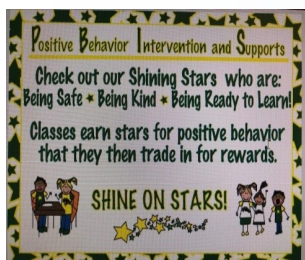 Positive Behavior Intervention and Supports
Check out our Shining Stars who are:
Being Safe ★ Being Kind ★ Being Ready to Learn!
Classes earn stars for positive behavior
that they then trade in for rewards.
SHINE ON STARS!